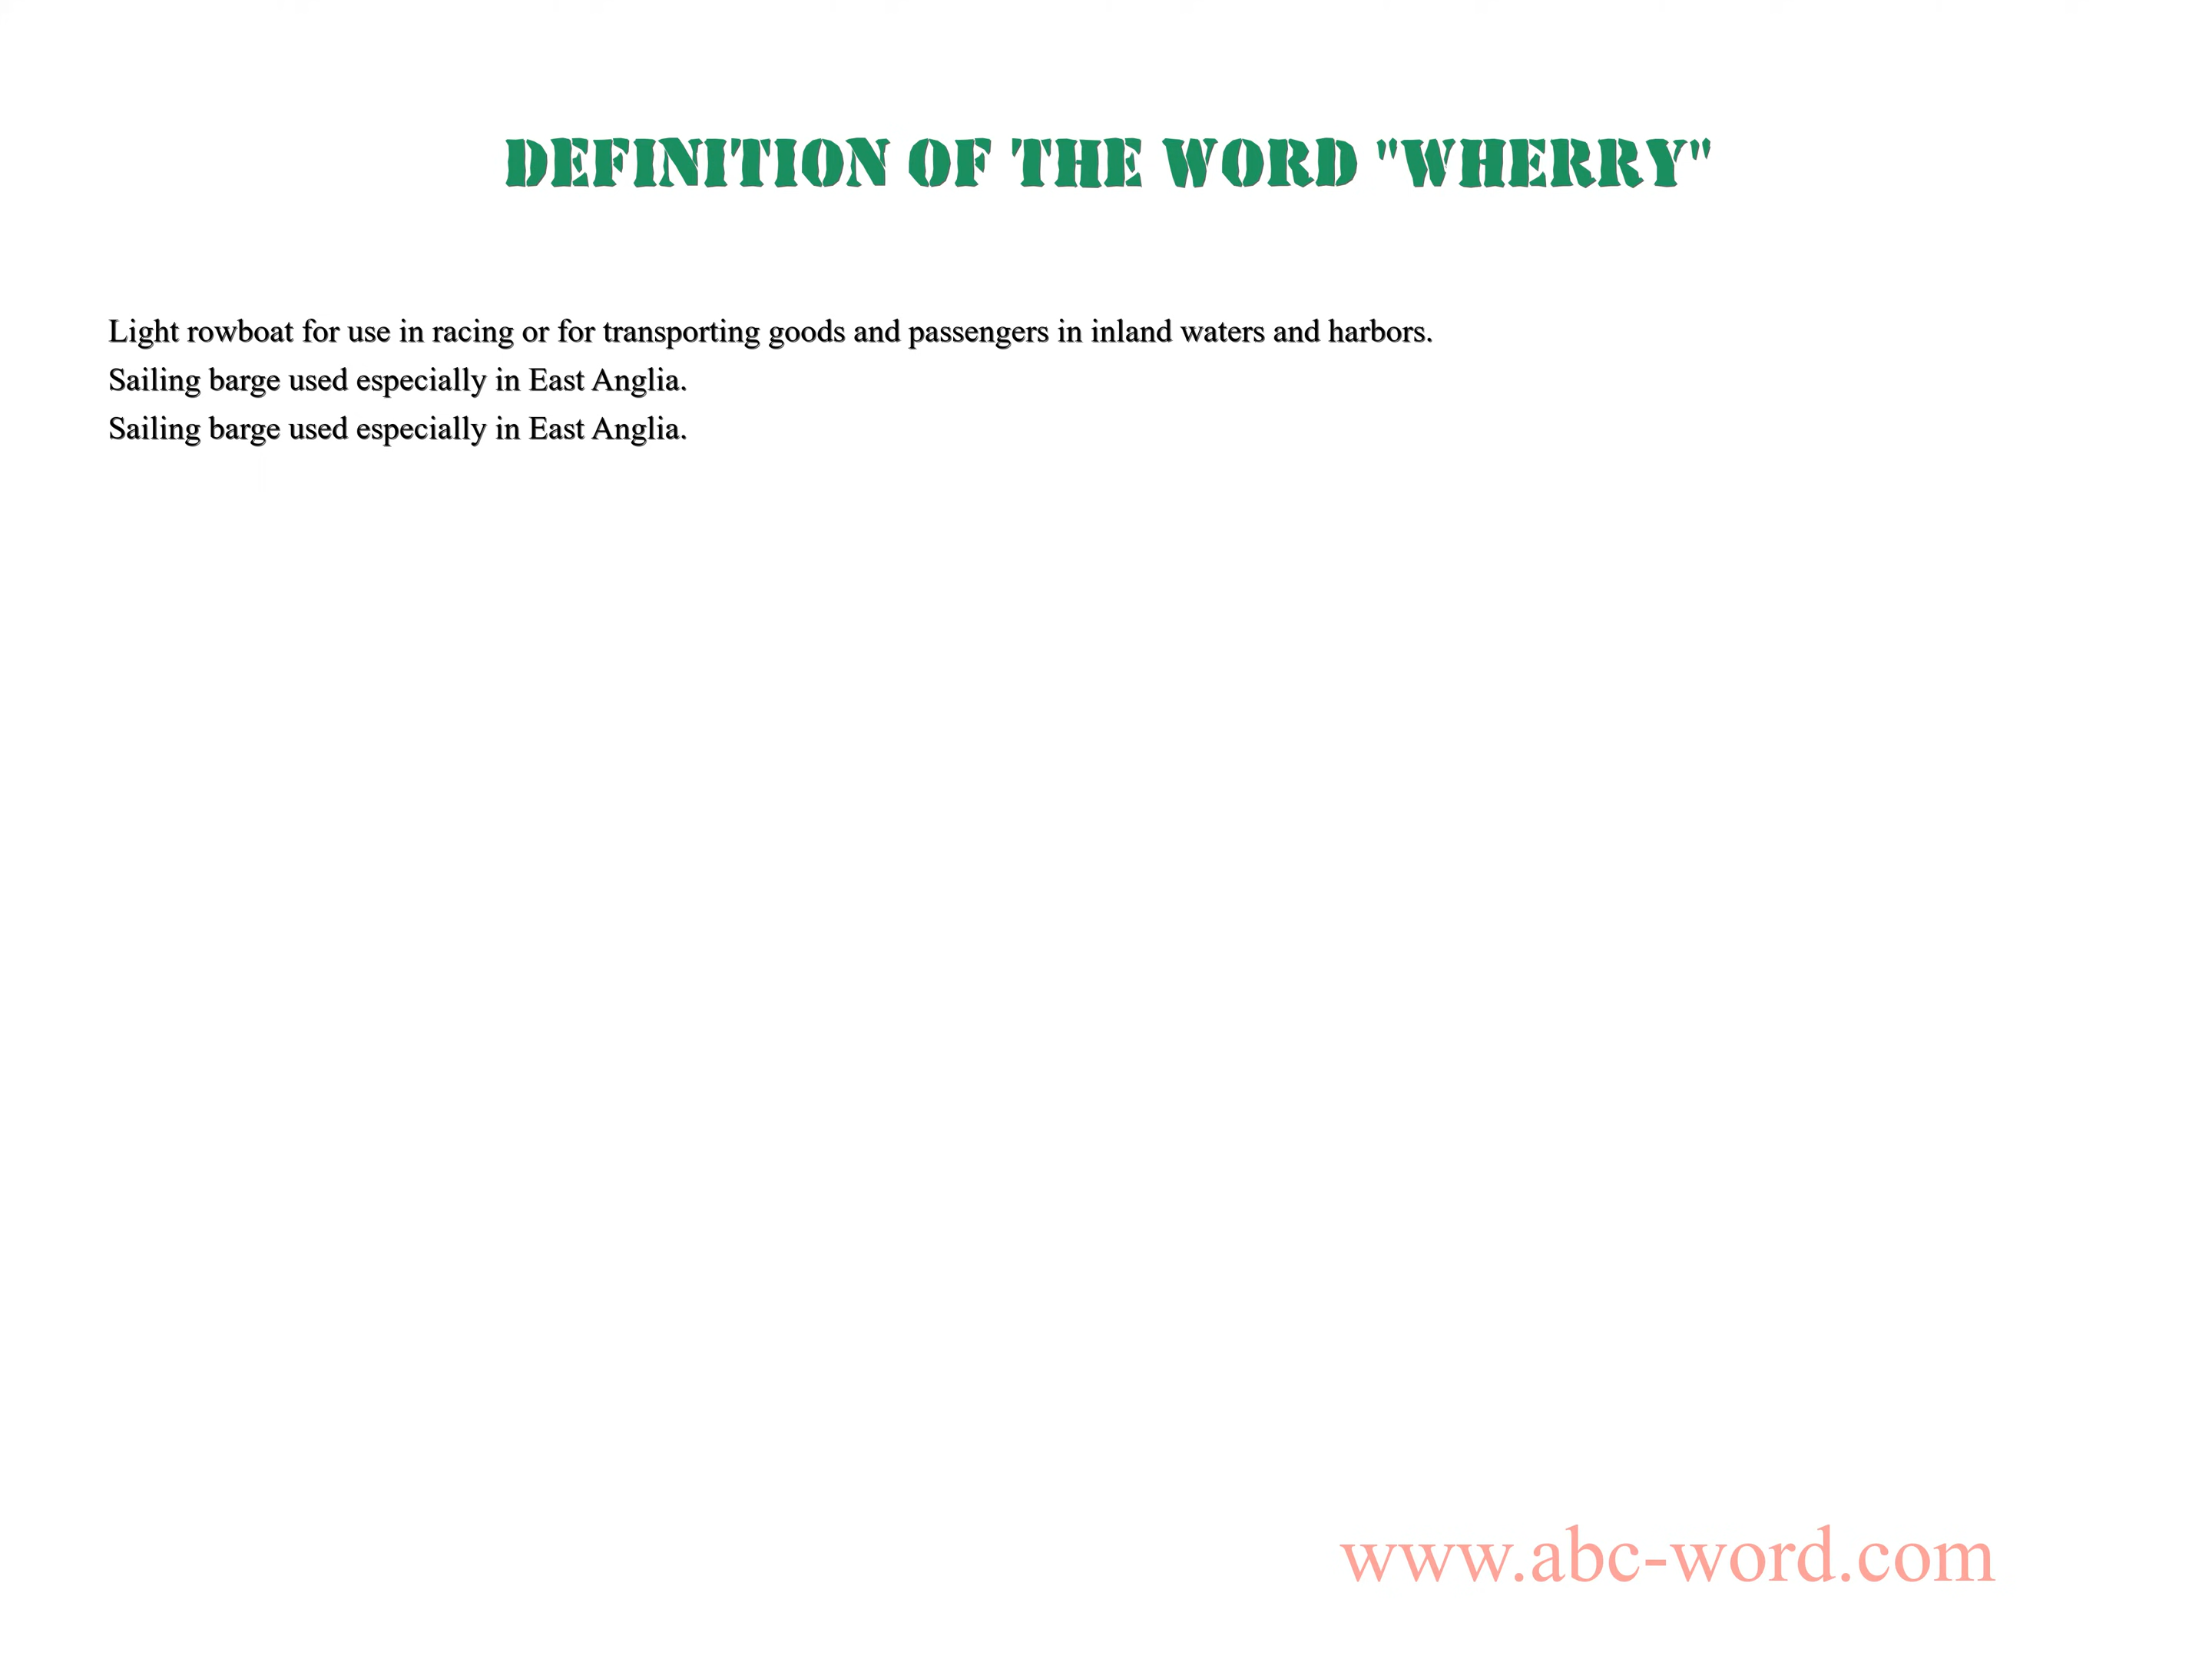 DEFINITION OF THE WORD "WHERRY"
Light rowboat for use in racing or for transporting goods and passengers in inland waters and harbors.
Sailing barge used especially in East Anglia.
Sailing barge used especially in East Anglia.
www.abc-word.com